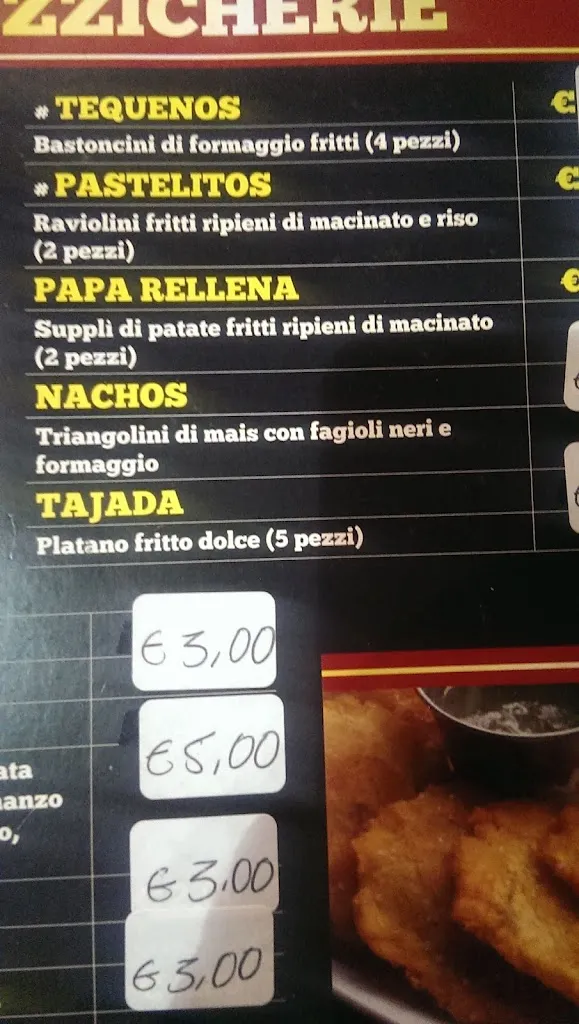 ZZICHERIE
# TEQUENOS €
Bastoncini di formaggio fritti (4 pezzi)
# PASTELITOS €
Raviolini fritti ripieni di macinato e riso
(2 pezzi)
PAPA RELLENA €
Supplì di patate fritti ripieni di macinato
(2 pezzi)
NACHOS
Triangolini di mais con fagioli neri e
formaggio
TAJADA
Platano fritto dolce (5 pezzi)
€ 3,00
€5,00
€ 3.00
€3,00